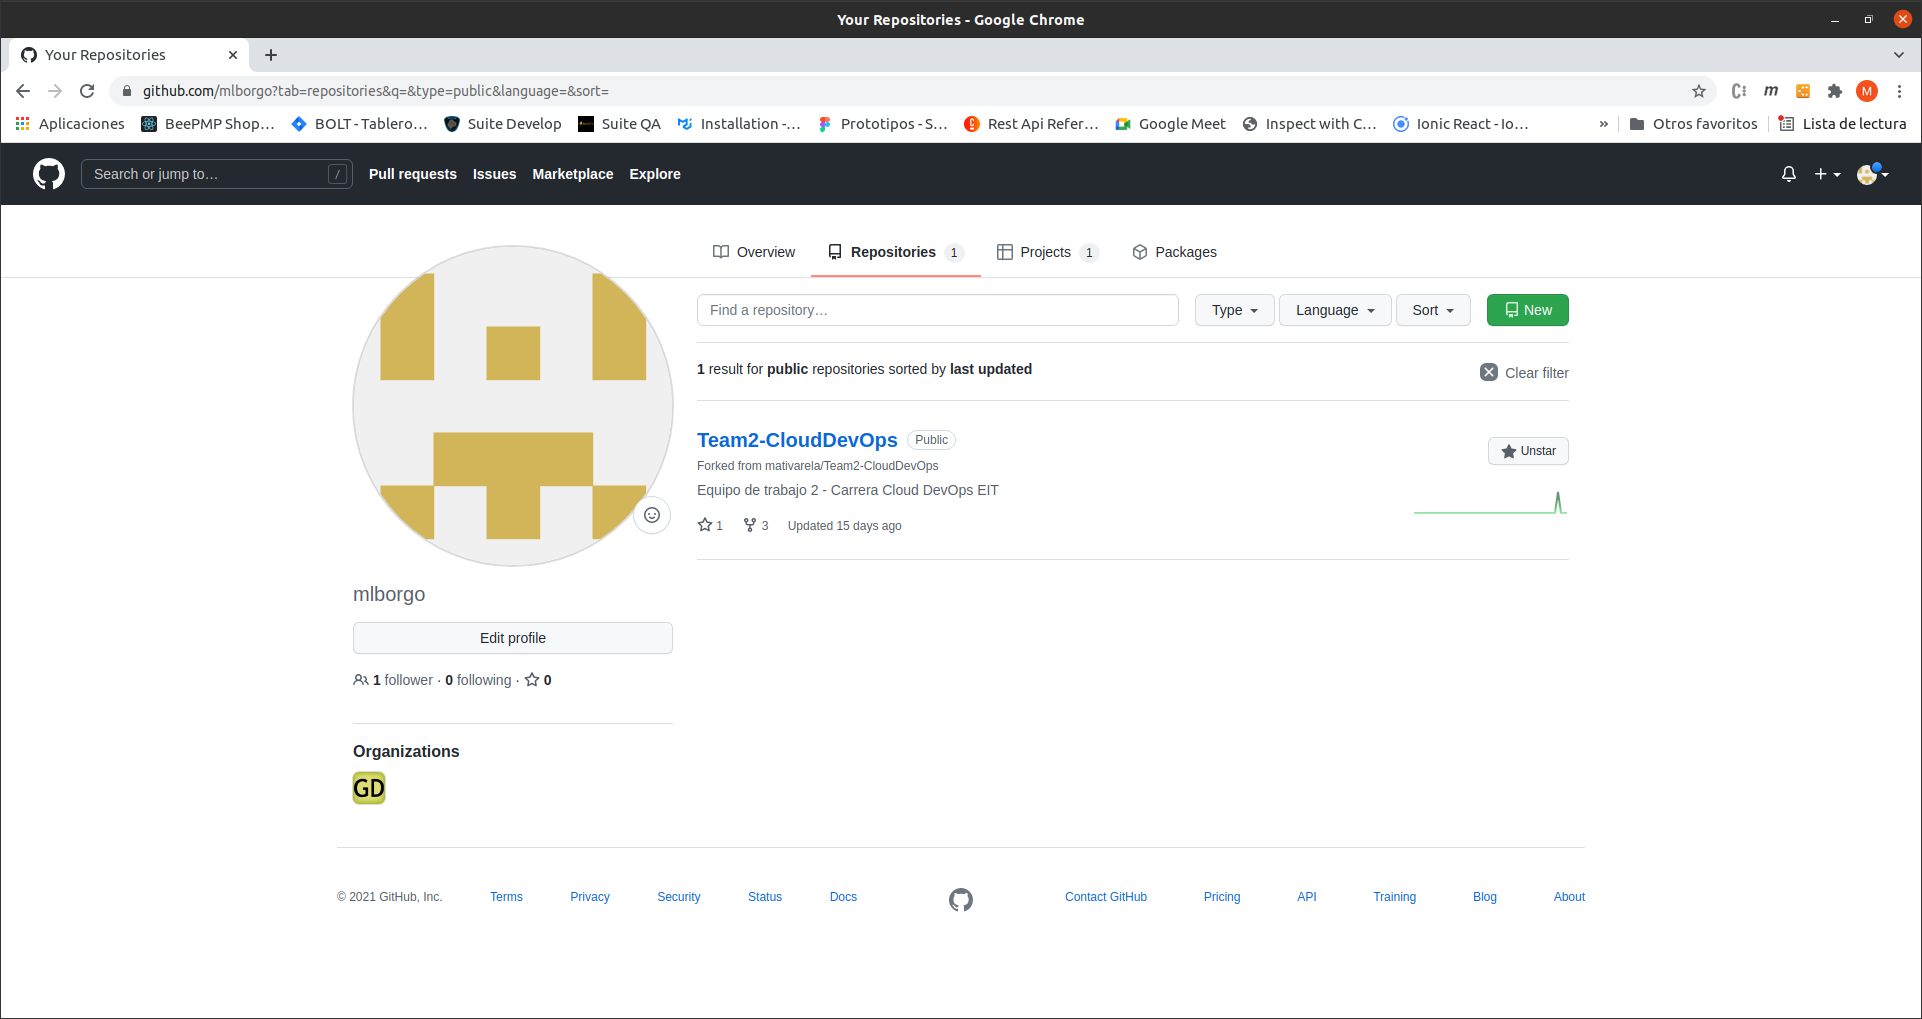 Your Repositories - Google Chrome
Your Repositories
github.com/mlborgo?tab=repositories&q=&type=public&language=&sort=
M
Aplicaciones BeePMP Shop… BOLT - Tablero… Suite Develop Suite QA Installation -… Prototipos - S… Rest Api Refer… Google Meet Inspect with C… Ionic React - Io… » Otros favoritos Lista de lectura
Search or jump to… / Pull requests Issues Marketplace Explore
Overview Repositories 1 Projects 1 Packages
Find a repository… Type Language Sort New
1 result for public repositories sorted by last updated Clear filter
Team2-CloudDevOps Public Unstar
Forked from mativarela/Team2-CloudDevOps
Equipo de trabajo 2 - Carrera Cloud DevOps EIT
1 3 Updated 15 days ago
mlborgo
Edit profile
1 follower · 0 following · 0
Organizations
GD
© 2021 GitHub, Inc. Terms Privacy Security Status Docs Contact GitHub Pricing API Training Blog About